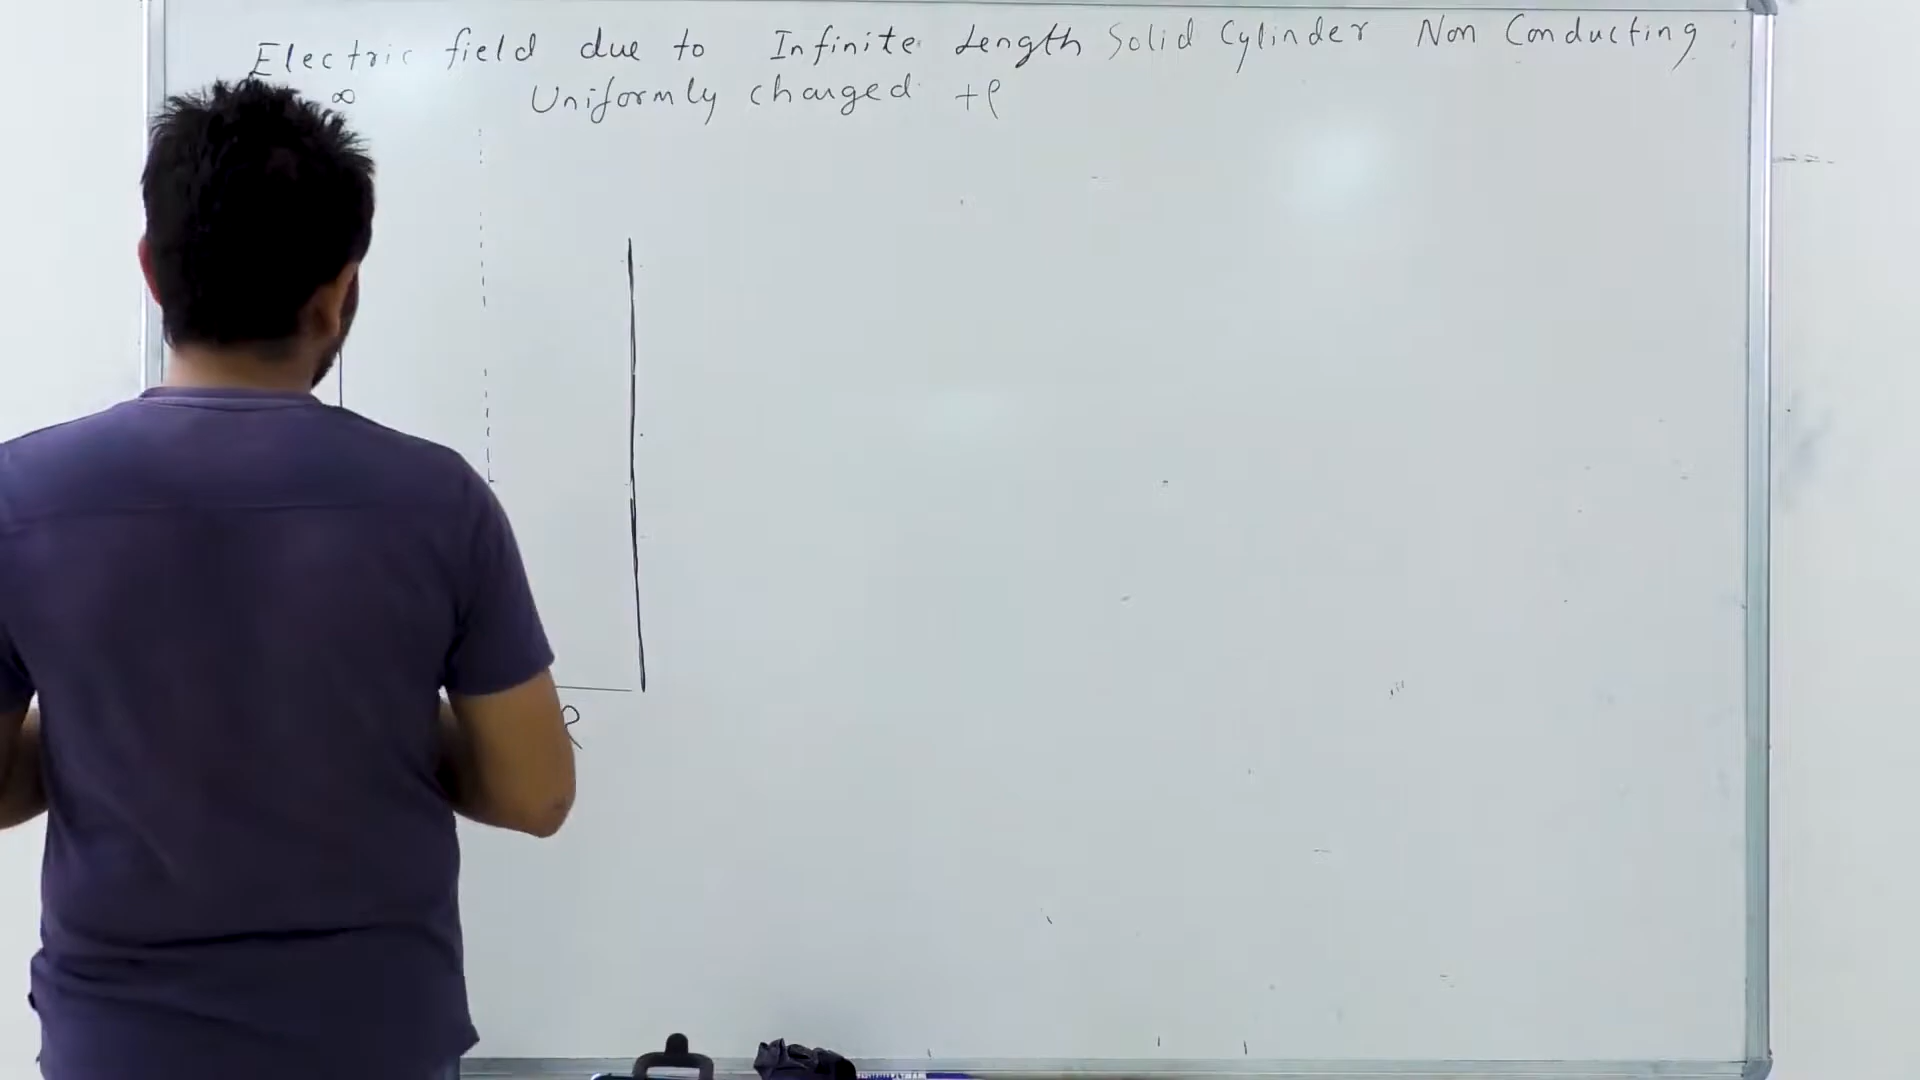 Electric field due to Infinite Length Solid Cylinder Non Conducting :
∞ Uniformly charged +ρ
R